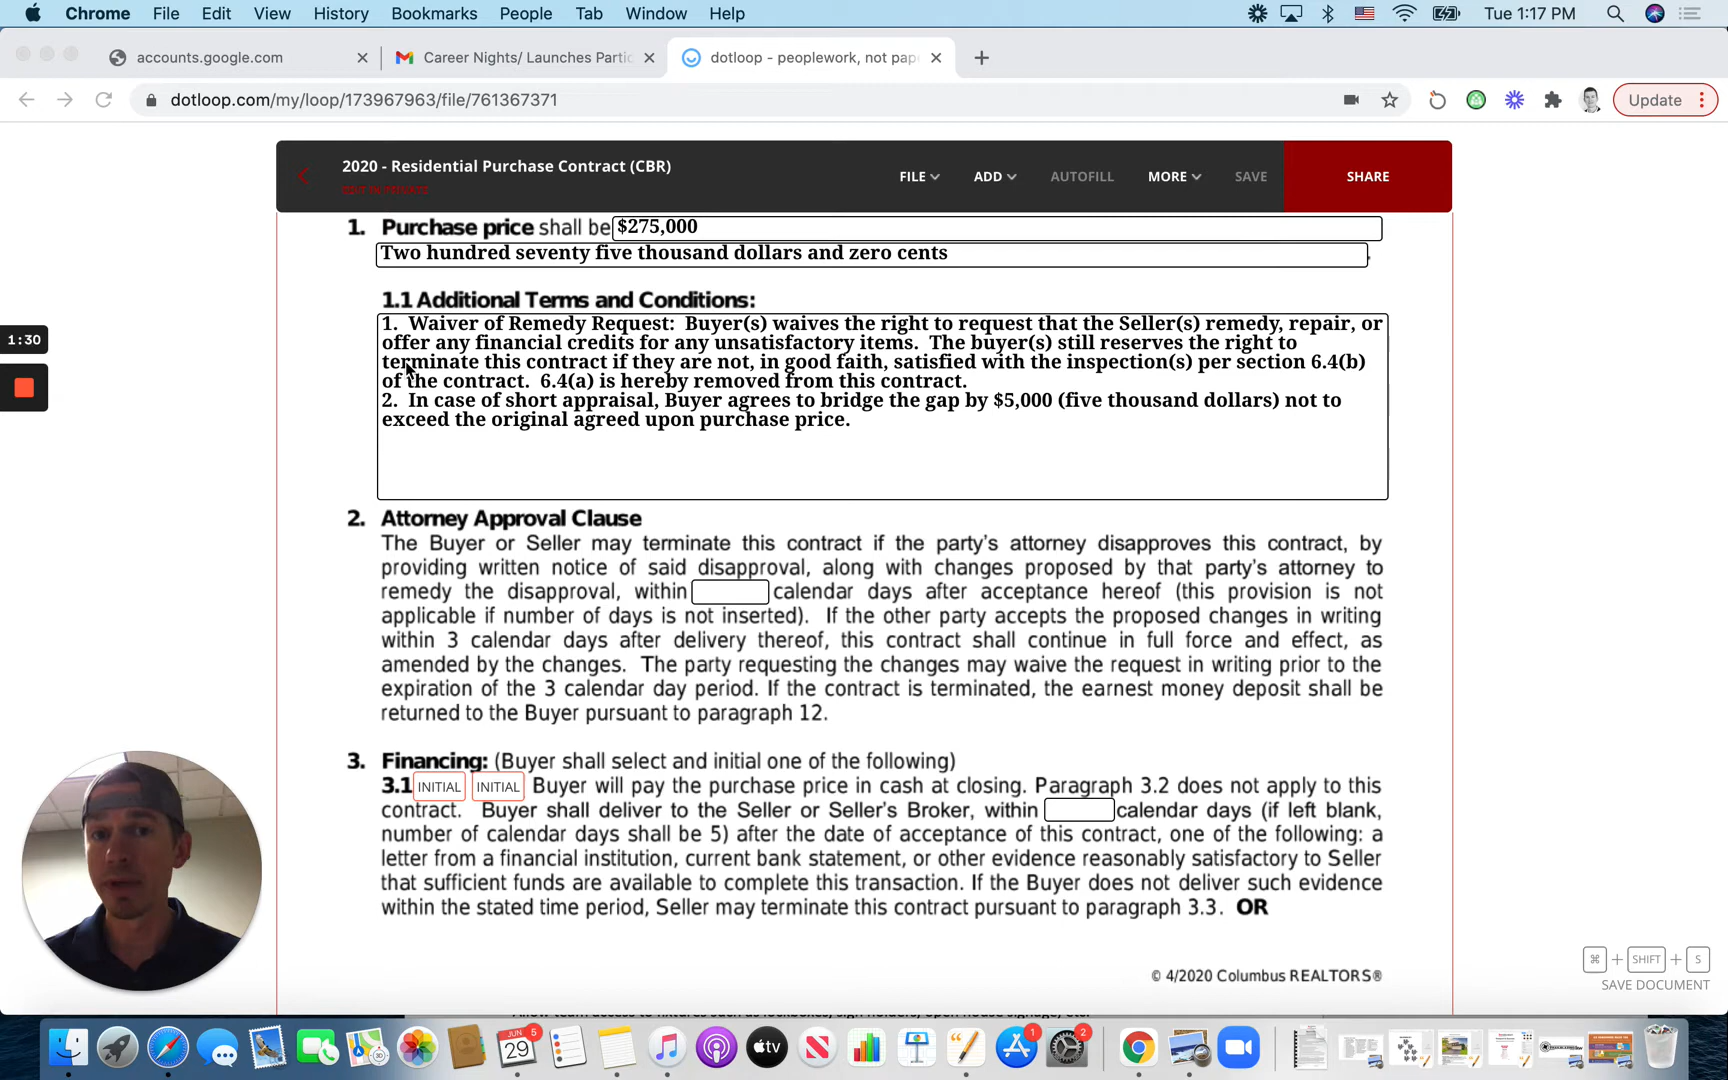 Chrome File Edit View History Bookmarks People Tab Window Help Tue 1:17 PM
accounts.google.com Career Nights/ Launches Partic dotloop - peoplework, not pap
dotloop.com/my/loop/173967963/file/761367371 Update
2020 - Residential Purchase Contract (CBR)
FILE ADD AUTOFILL MORE SAVE SHARE
1. Purchase price shall be $275,000
Two hundred seventy five thousand dollars and zero cents
1.1 Additional Terms and Conditions:
1. Waiver of Remedy Request: Buyer(s) waives the right to request that the Seller(s) remedy, repair, or
offer any financial credits for any unsatisfactory items. The buyer(s) still reserves the right to
terminate this contract if they are not, in good faith, satisfied with the inspection(s) per section 6.4(b)
of the contract. 6.4(a) is hereby removed from this contract.
2. In case of short appraisal, Buyer agrees to bridge the gap by $5,000 (five thousand dollars) not to
exceed the original agreed upon purchase price.
1:30
2. Attorney Approval Clause
The Buyer or Seller may terminate this contract if the party's attorney disapproves this contract, by
providing written notice of said disapproval, along with changes proposed by that party's attorney to
remedy the disapproval, within calendar days after acceptance hereof (this provision is not
applicable if number of days is not inserted). If the other party accepts the proposed changes in writing
within 3 calendar days after delivery thereof, this contract shall continue in full force and effect, as
amended by the changes. The party requesting the changes may waive the request in writing prior to the
expiration of the 3 calendar day period. If the contract is terminated, the earnest money deposit shall be
returned to the Buyer pursuant to paragraph 12.
3. Financing: (Buyer shall select and initial one of the following)
3.1 INITIAL INITIAL Buyer will pay the purchase price in cash at closing. Paragraph 3.2 does not apply to this
contract. Buyer shall deliver to the Seller or Seller's Broker, within calendar days (if left blank,
number of calendar days shall be 5) after the date of acceptance of this contract, one of the following: a
letter from a financial institution, current bank statement, or other evidence reasonably satisfactory to Seller
that sufficient funds are available to complete this transaction. If the Buyer does not deliver such evidence
within the stated time period, Seller may terminate this contract pursuant to paragraph 3.3. OR
© 4/2020 Columbus REALTORS®
⌘ + SHIFT + S
SAVE DOCUMENT
JUN 5
29
tv
1
2